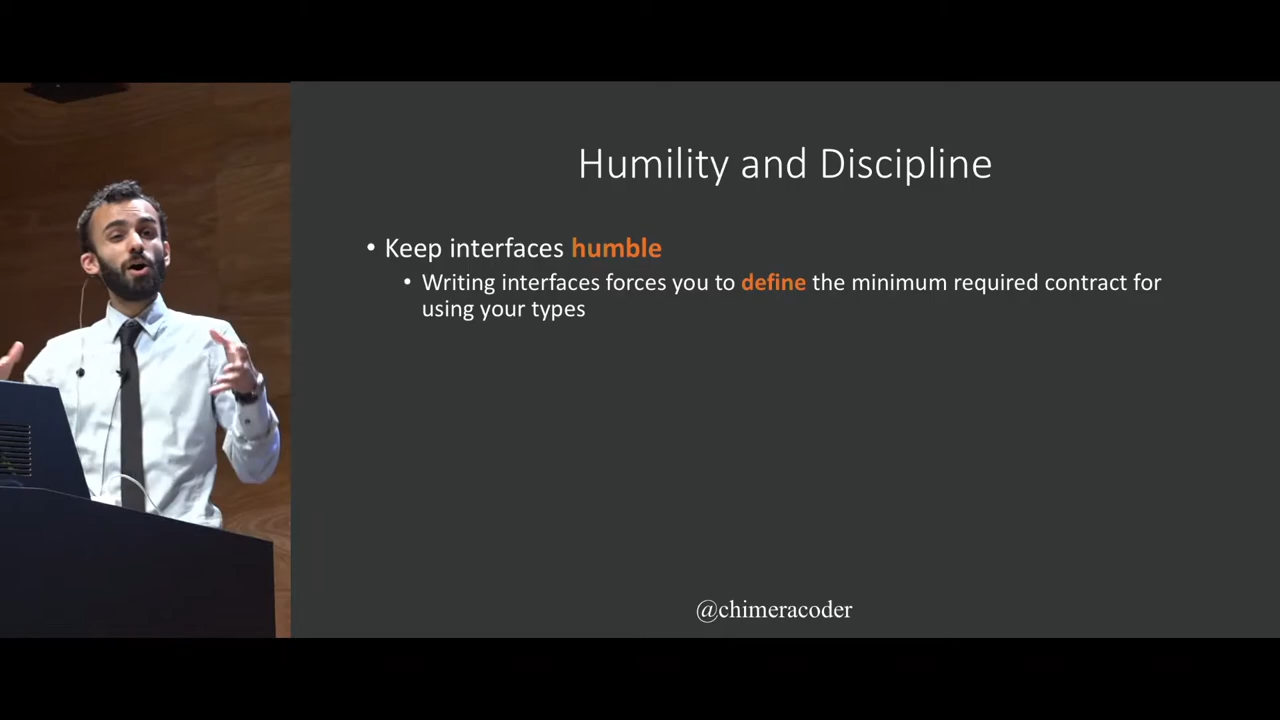 Humility and Discipline
• Keep interfaces humble
• Writing interfaces forces you to define the minimum required contract for
using your types
@chimeracoder